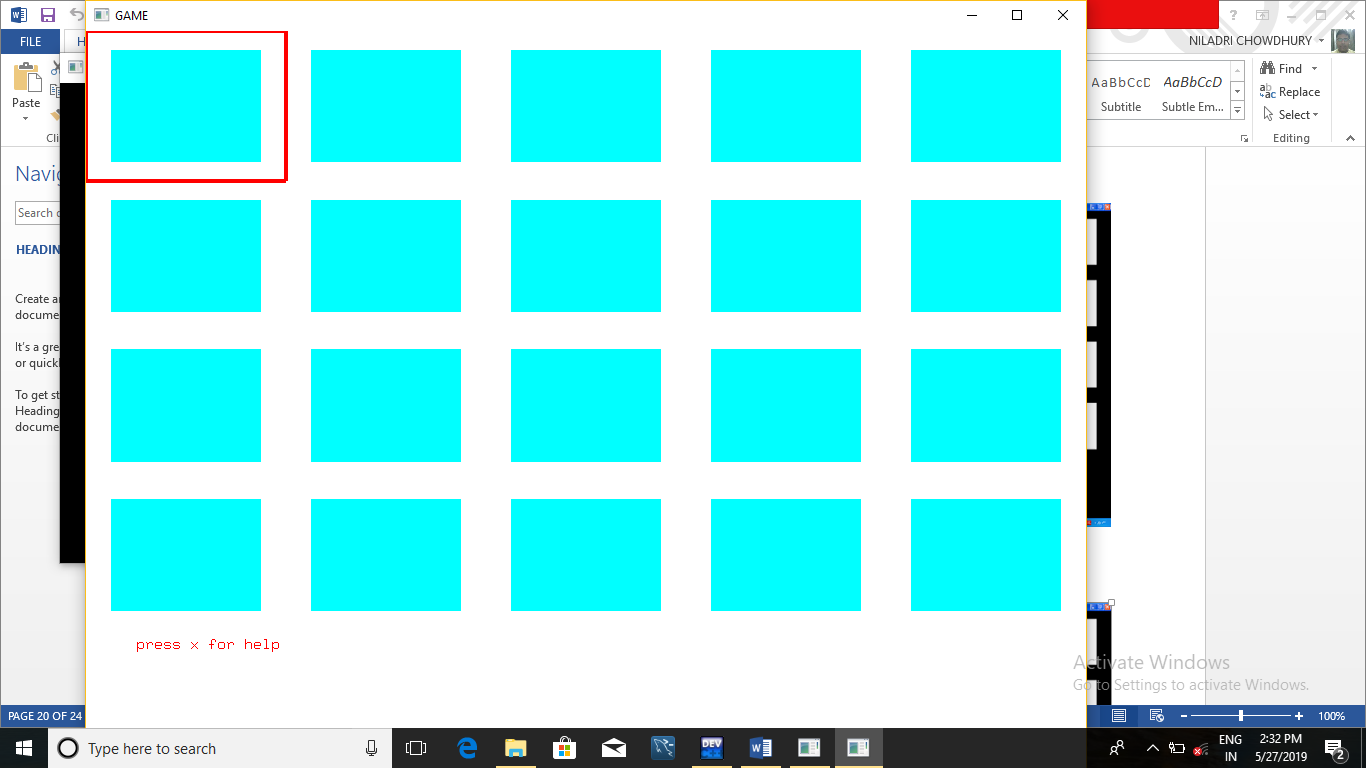 GAME
FILE
H
NILADRI CHOWDHURY
Paste
AaBbCcD
AaBbCcD
Subtitle
Subtle Em...
Find
Replace
Select
Editing
Search
HEADIN
Create
docume
It's a gre
or quick
To get st
Heading
docume
press x for help
Activate Windows
Go to Settings to activate Windows.
PAGE 20 OF 24
100%
Type here to search
DEV
ENG
IN
2:32 PM
5/27/2019
2